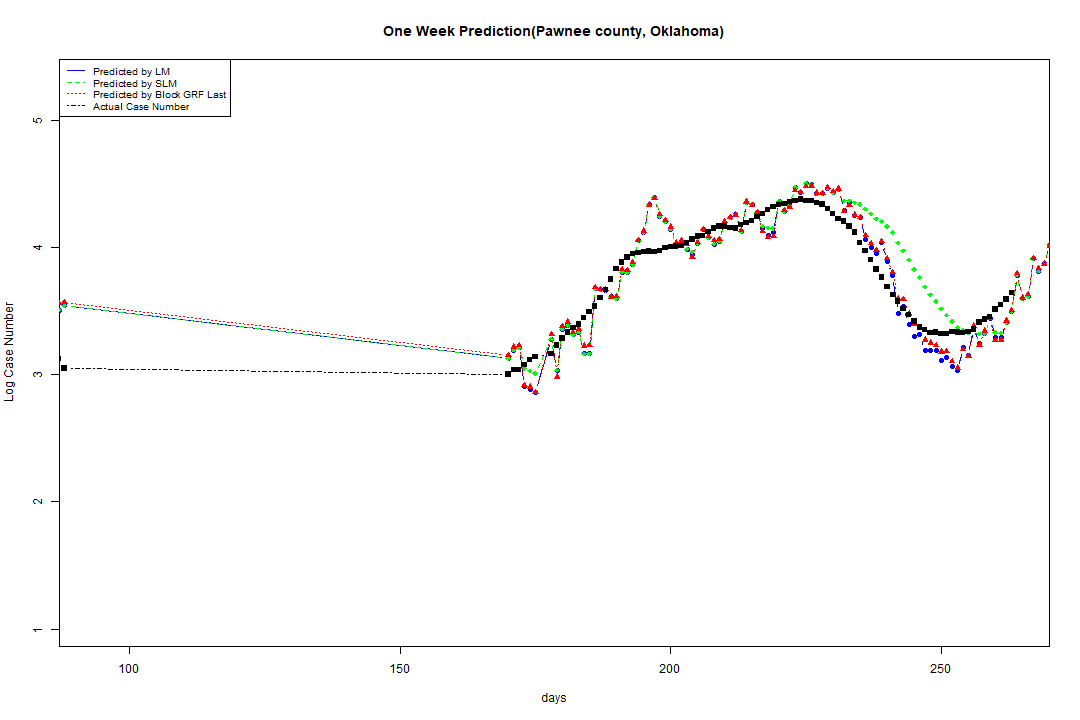 One Week Prediction(Pawnee county, Oklahoma)
Predicted by LM
Predicted by SLM
Predicted by Block GRF Last
Actual Case Number
5
4
3
2
1
Log Case Number
100
150
200
250
days